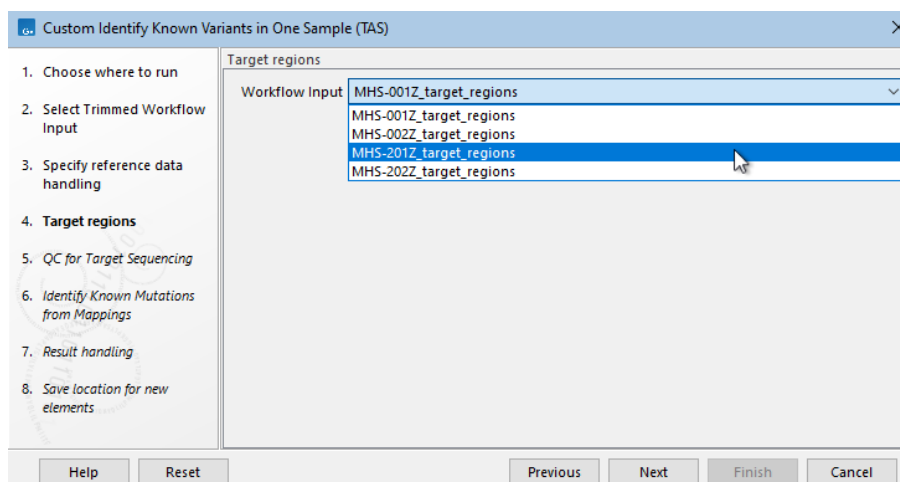 Custom Identify Known Variants in One Sample (TAS)
1. Choose where to run
2. Select Trimmed Workflow
Input
3. Specify reference data
handling
4. Target regions
5. QC for Target Sequencing
6. Identify Known Mutations
from Mappings
7. Result handling
8. Save location for new
elements
Target regions
Workflow Input MHS-001Z_target_regions
MHS-001Z_target_regions
MHS-002Z_target_regions
MHS-201Z_target_regions
MHS-202Z_target_regions
Help Reset Previous Next Finish Cancel